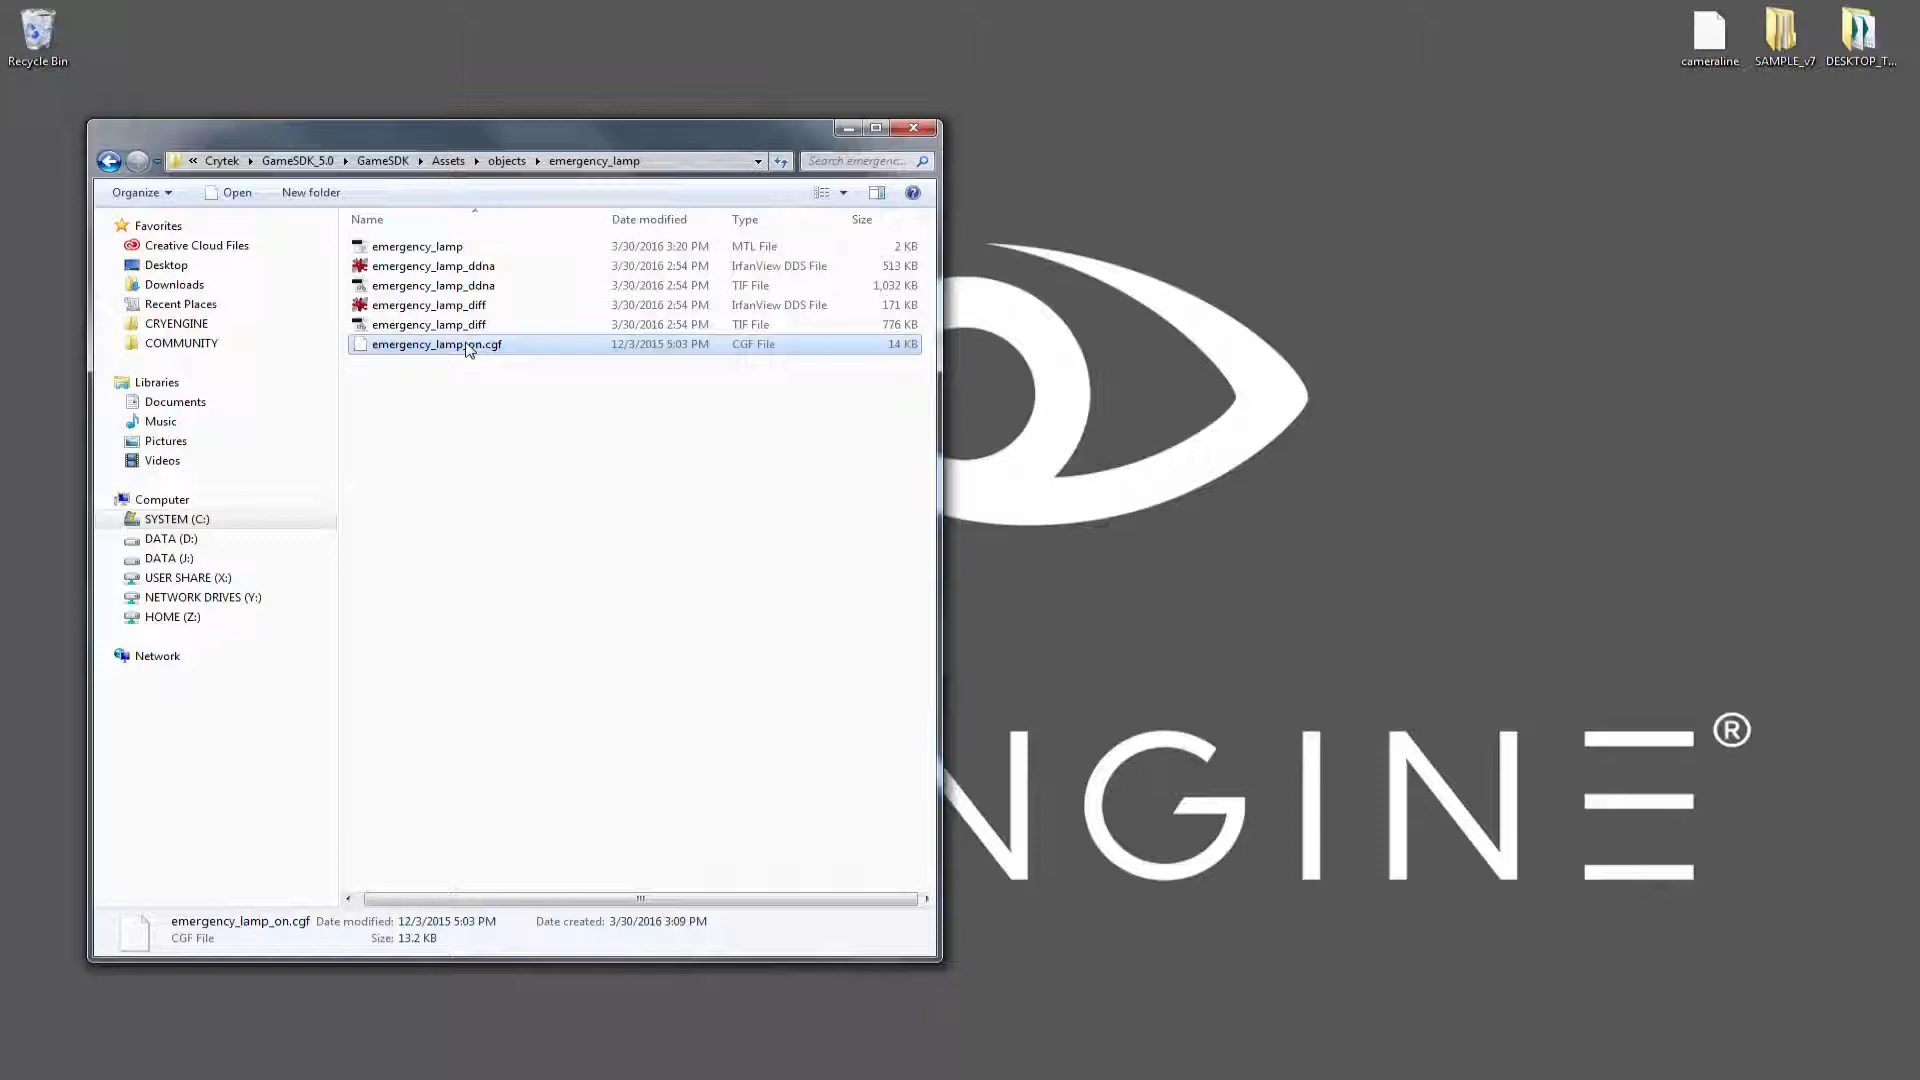 Recycle Bin
cameraline
SAMPLE_v7
DESKTOP_T...
« Crytek GameSDK_5.0 GameSDK Assets objects emergency_lamp
Search emergenc...
Organize Open New folder
Favorites
Creative Cloud Files
Desktop
Downloads
Recent Places
CRYENGINE
COMMUNITY
Libraries
Documents
Music
Pictures
Videos
Computer
SYSTEM (C:)
DATA (D:)
DATA (J:)
USER SHARE (X:)
NETWORK DRIVES (Y:)
HOME (Z:)
Network
Name Date modified Type Size
emergency_lamp 3/30/2016 3:20 PM MTL File 2 KB
emergency_lamp_ddna 3/30/2016 2:54 PM IrfanView DDS File 513 KB
emergency_lamp_ddna 3/30/2016 2:54 PM TIF File 1,032 KB
emergency_lamp_diff 3/30/2016 2:54 PM IrfanView DDS File 171 KB
emergency_lamp_diff 3/30/2016 2:54 PM TIF File 776 KB
emergency_lamp_on.cgf 12/3/2015 5:03 PM CGF File 14 KB
emergency_lamp_on.cgf Date modified: 12/3/2015 5:03 PM Date created: 3/30/2016 3:09 PM
CGF File Size: 13.2 KB
NGINE®